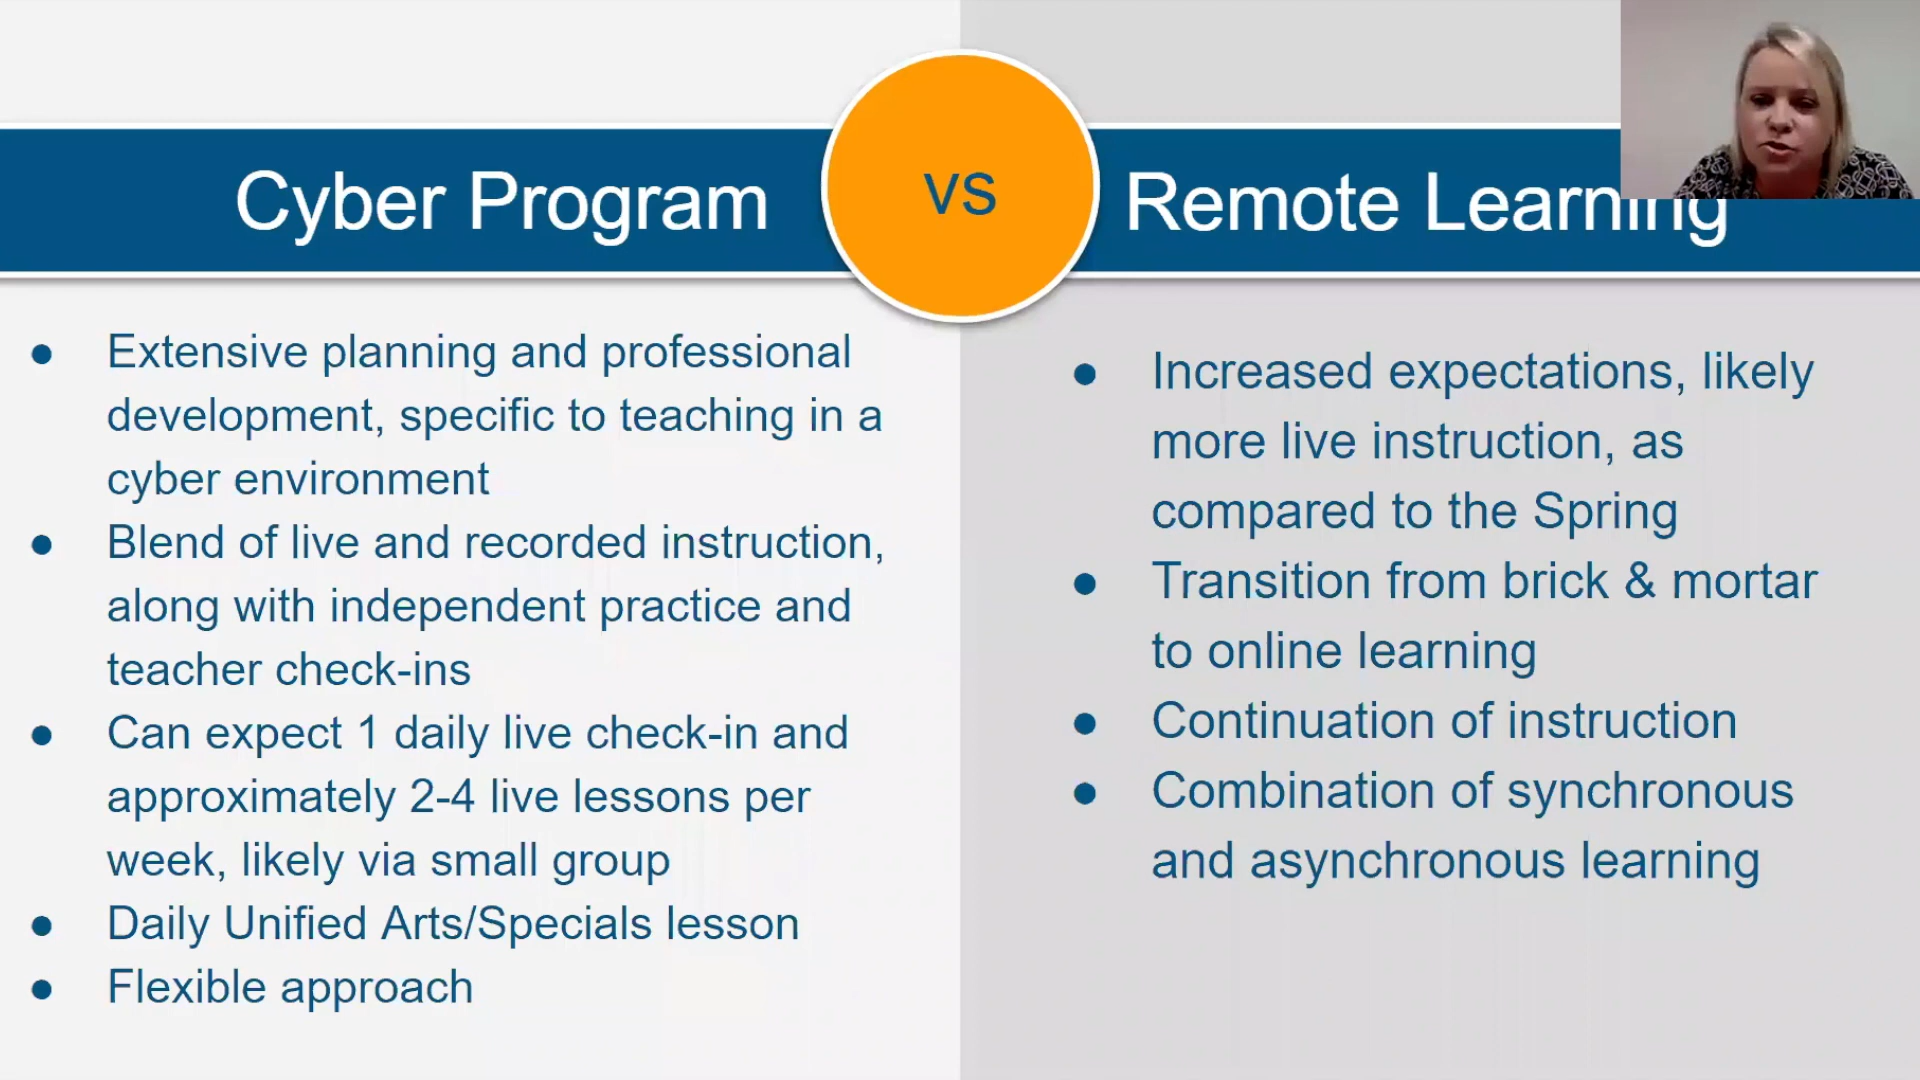 Cyber Program
vs
Remote Learning
● Extensive planning and professional
development, specific to teaching in a
cyber environment
● Blend of live and recorded instruction,
along with independent practice and
teacher check-ins
● Can expect 1 daily live check-in and
approximately 2-4 live lessons per
week, likely via small group
● Daily Unified Arts/Specials lesson
● Flexible approach
● Increased expectations, likely
more live instruction, as
compared to the Spring
● Transition from brick & mortar
to online learning
● Continuation of instruction
● Combination of synchronous
and asynchronous learning